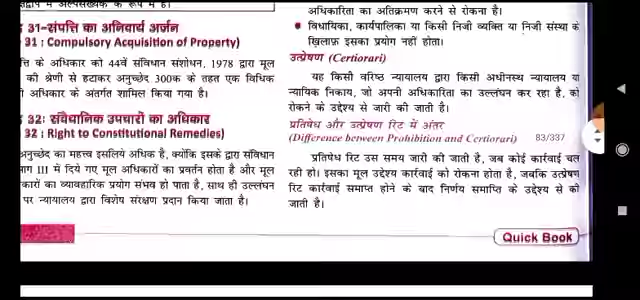 31-संपत्ति का अनिवार्य अर्जन
31 : Compulsory Acquisition of Property)
के अधिकार को 44वें संविधान संशोधन, 1978 द्वारा मूल
की श्रेणी से हटाकर अनुच्छेद 300क के तहत एक विधिक
अधिकार के अंतर्गत शामिल किया गया है।
32: संवैधानिक उपचारों का अधिकार
32 : Right to Constitutional Remedies)
अनुच्छेद का महत्त्व इसलिये अधिक है, क्योंकि इसके द्वारा संविधान
III में दिये गए मूल अधिकारों का प्रवर्तन होता है और मूल
का व्यावहारिक प्रयोग संभव हो पाता है, साथ ही उल्लंघन
पर न्यायालय द्वारा विशेष संरक्षण प्रदान किया जाता है।
अधिकारिता का अतिक्रमण करने से रोकना है।
• विधायिका, कार्यपालिका या किसी निजी व्यक्ति या निजी संस्था के
ख़िलाफ़ इसका प्रयोग नहीं होता।
उत्प्रेषण (Certiorari)
यह किसी वरिष्ठ न्यायालय द्वारा किसी अधीनस्थ न्यायालय या
न्यायिक निकाय, जो अपनी अधिकारिता का उल्लंघन कर रहा है, को
रोकने के उद्देश्य से जारी की जाती है।
प्रतिषेध और उत्प्रेषण रिट में अंतर
(Difference between Prohibition and Certiorari) 83/337
प्रतिषेध रिट उस समय जारी की जाती है, जब कोई कार्रवाई चल
रही हो। इसका मूल उद्देश्य कार्रवाई को रोकना होता है, जबकि उत्प्रेषण
रिट कार्रवाई समाप्त होने के बाद निर्णय समाप्ति के उद्देश्य से की
जाती है।
Quick Book